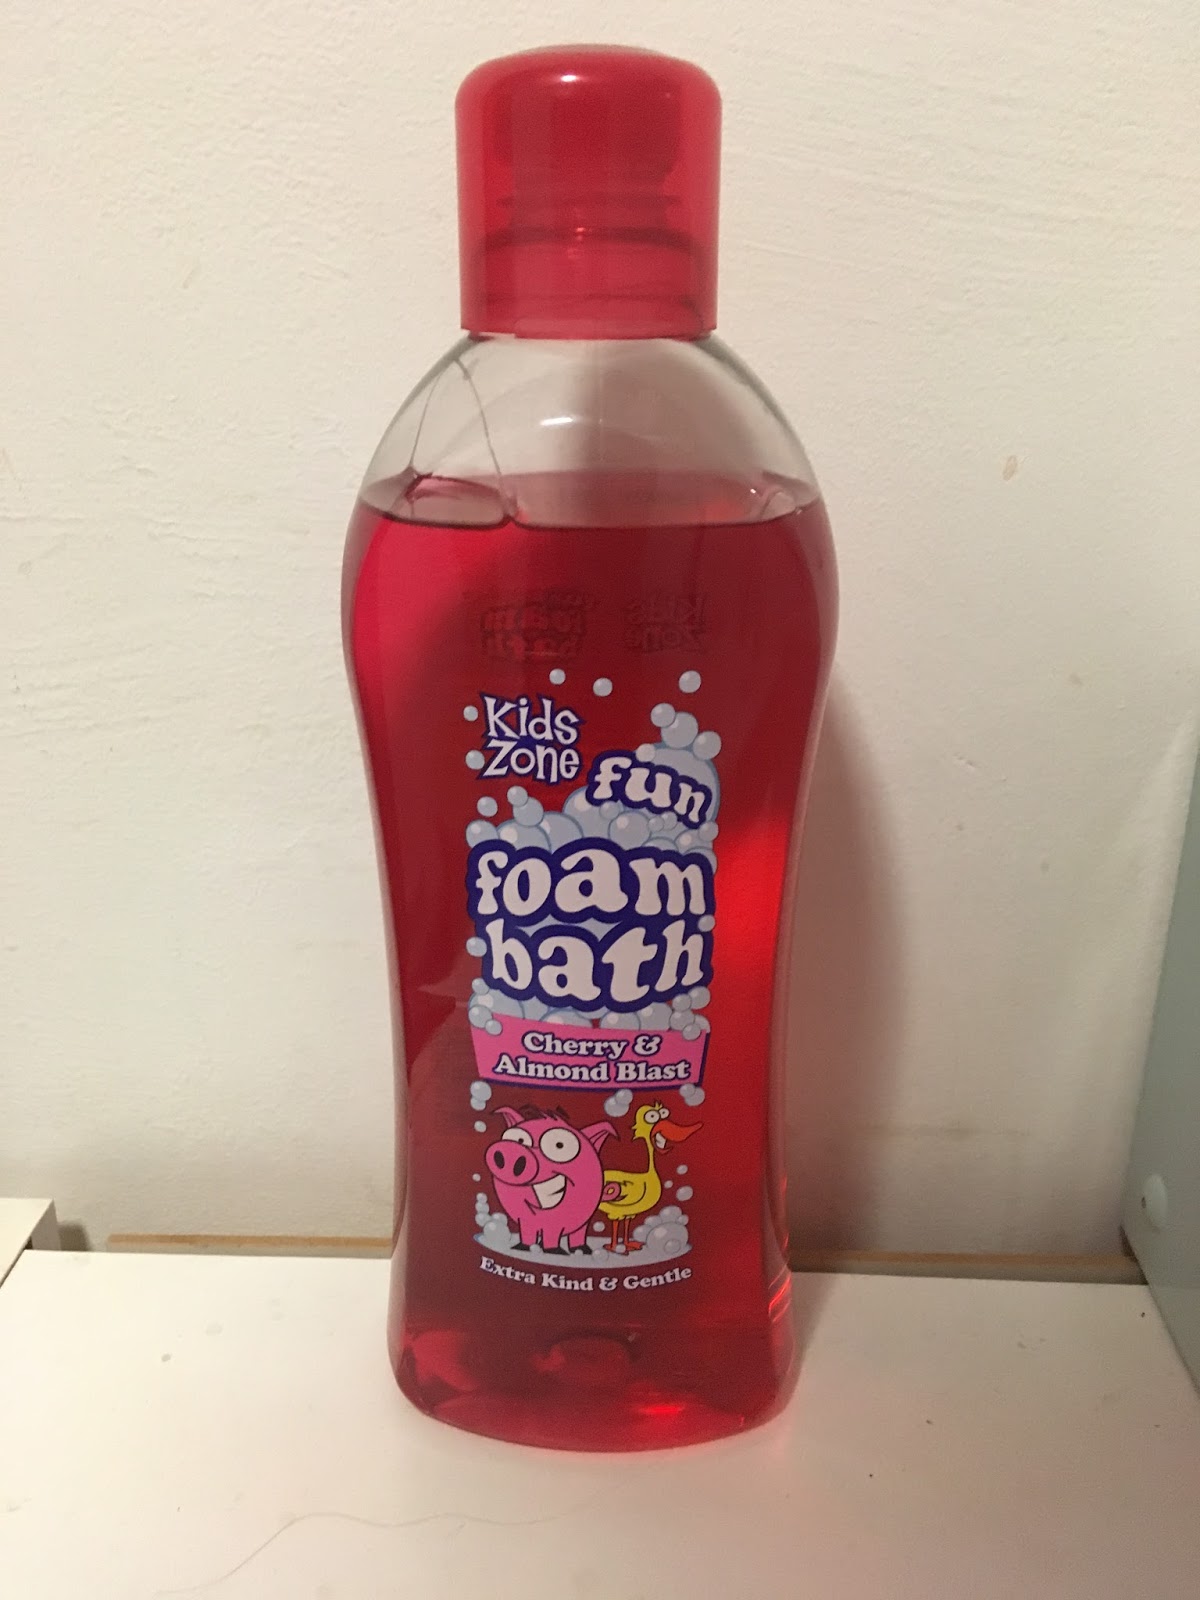 Kids
Zone
fun
foam
bath
Cherry &
Almond Blast
Extra Kind & Gentle